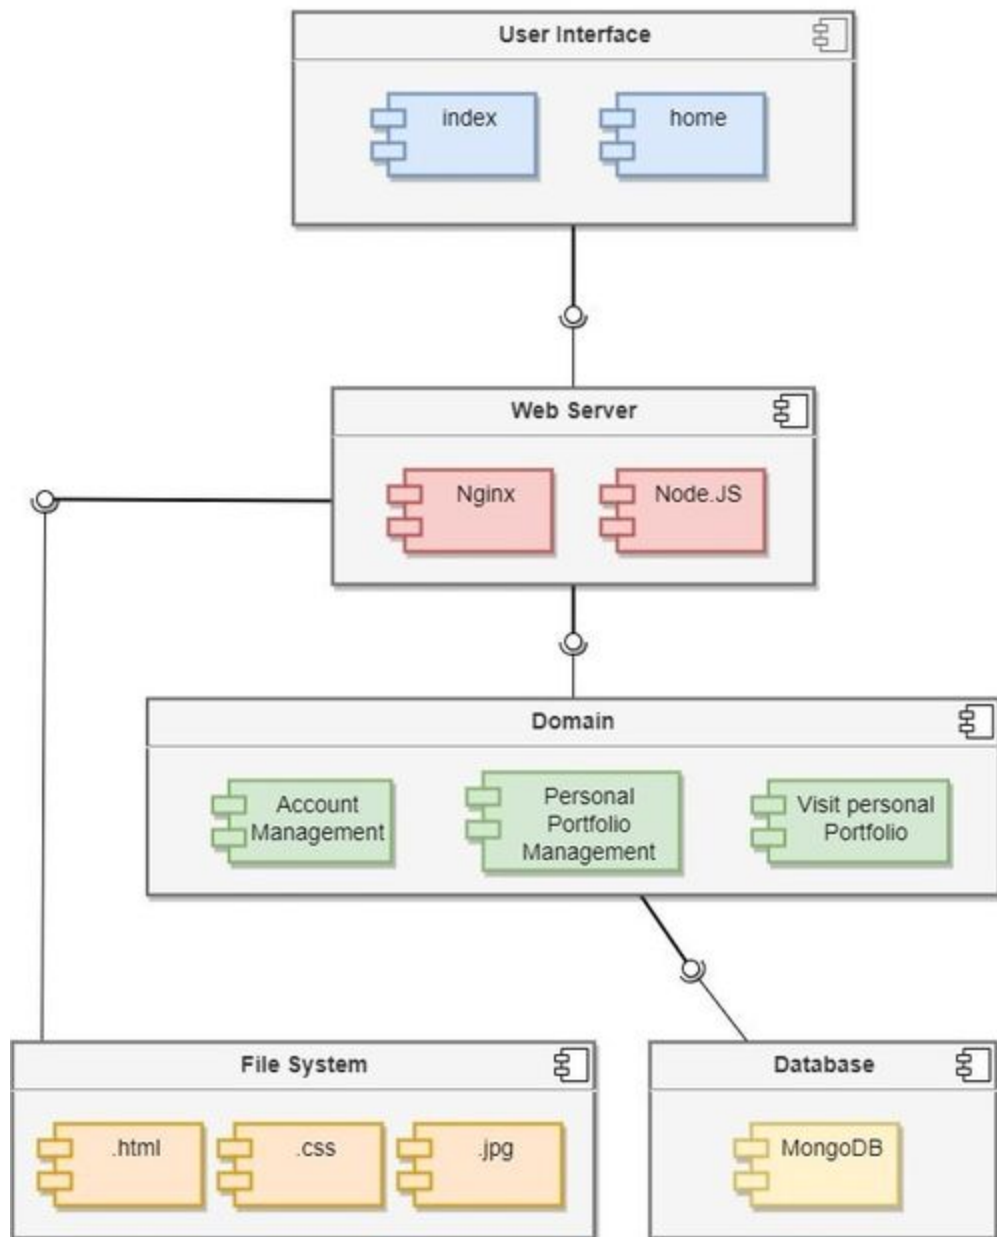 User Interface
index
home
Web Server
Nginx
Node.JS
Domain
Account
Management
Personal
Portfolio
Management
Visit personal
Portfolio
File System
.html
.css
.jpg
Database
MongoDB